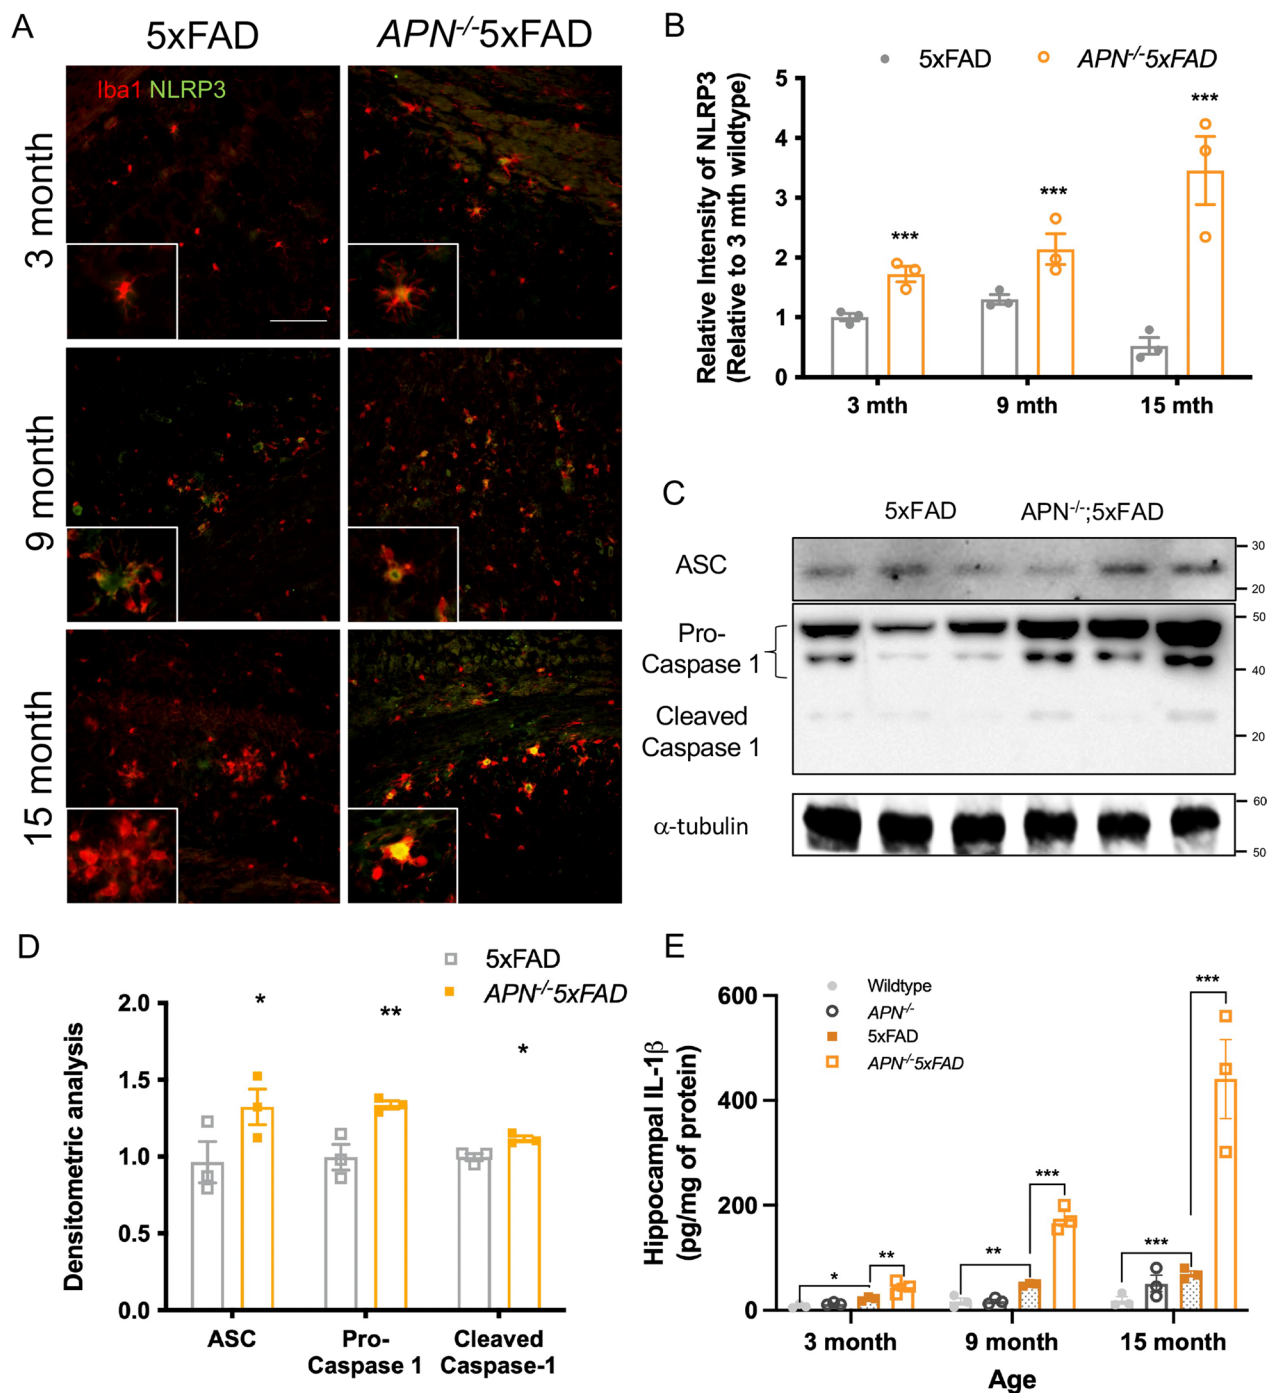 A
5xFAD
APN-/-5xFAD
Iba1 NLRP3
3 month
9 month
15 month
B
5xFAD
APN-/-5xFAD
Relative Intensity of NLRP3
(Relative to 3 mth wildtype)
5
4
3
2
1
0
***
***
***
3 mth
9 mth
15 mth
C
5xFAD
APN-/-;5xFAD
ASC
30
20
Pro-
Caspase 1
50
40
Cleaved
Caspase 1
20
α-tubulin
60
50
D
5xFAD
APN-/-5xFAD
Densitometric analysis
2.0
1.5
1.0
0.5
0.0
*
**
*
ASC
Pro-
Caspase 1
Cleaved
Caspase-1
E
Wildtype
APN-/-
5xFAD
APN-/-5xFAD
Hippocampal IL-1β
(pg/mg of protein)
600
400
200
0
*
**
**
***
***
***
3 month
9 month
15 month
Age